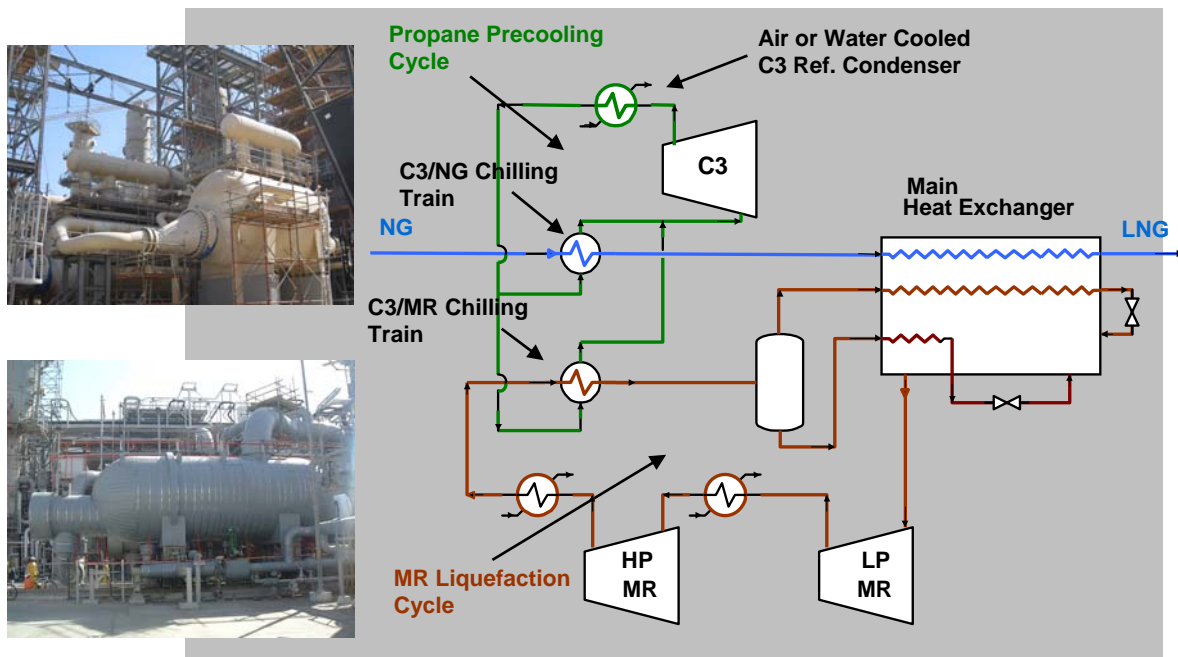 Propane Precooling
Cycle
Air or Water Cooled
C3 Ref. Condenser
C3
C3/NG Chilling
Train
Main
Heat Exchanger
NG
LNG
C3/MR Chilling
Train
MR Liquefaction
Cycle
HP
MR
LP
MR